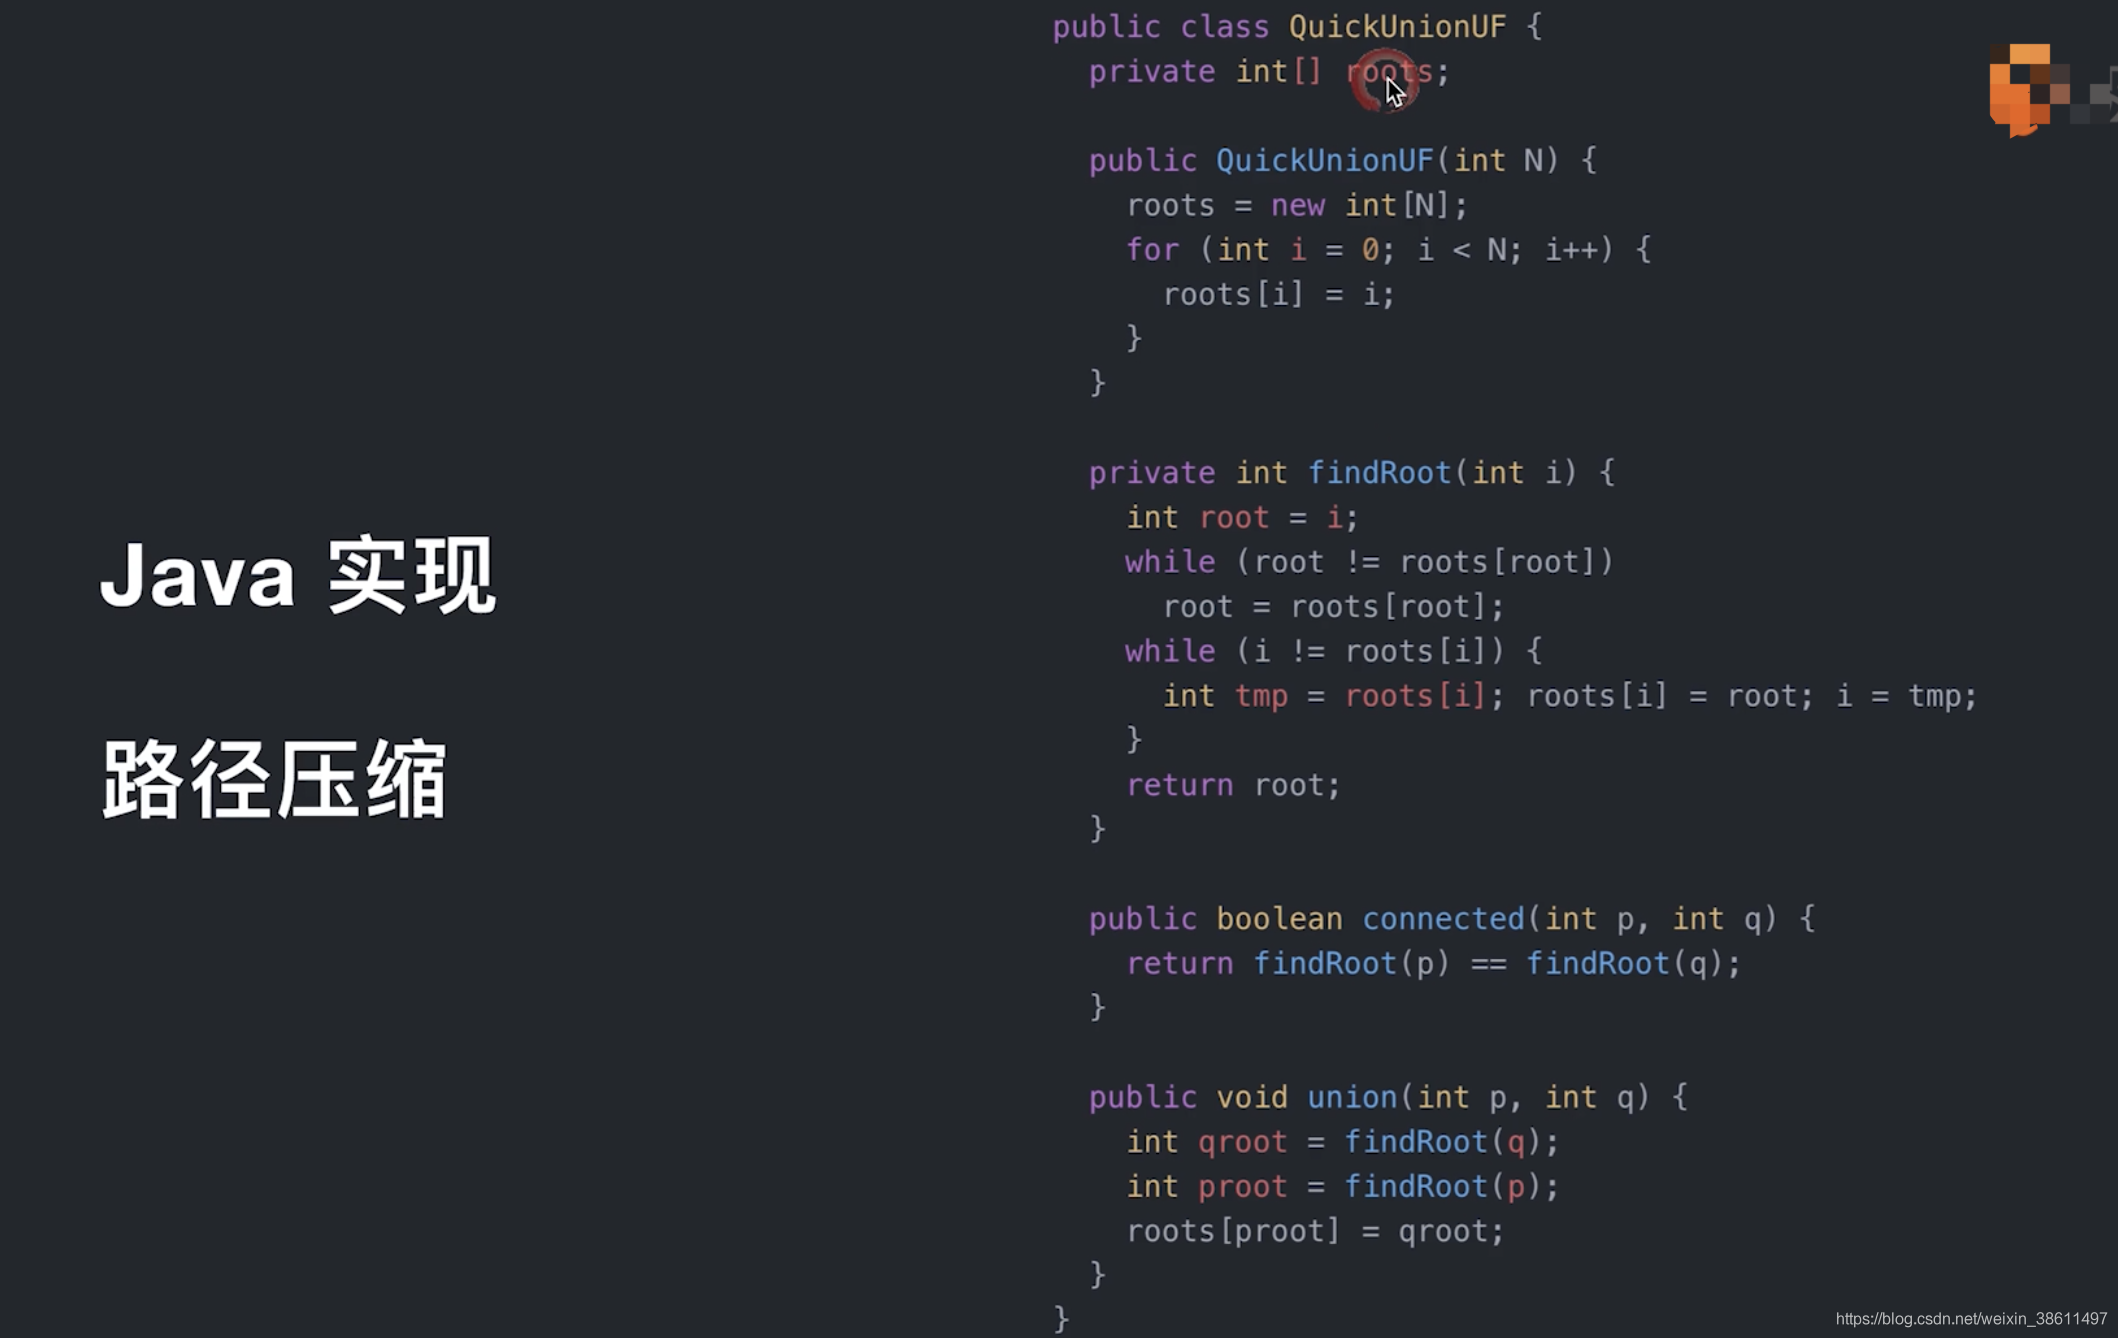 Java 实现
路径压缩
public class QuickUnionUF {
  private int[] roots;

  public QuickUnionUF(int N) {
    roots = new int[N];
    for (int i = 0; i < N; i++) {
      roots[i] = i;
    }
  }

  private int findRoot(int i) {
    int root = i;
    while (root != roots[root])
      root = roots[root];
    while (i != roots[i]) {
      int tmp = roots[i]; roots[i] = root; i = tmp;
    }
    return root;
  }

  public boolean connected(int p, int q) {
    return findRoot(p) == findRoot(q);
  }

  public void union(int p, int q) {
    int qroot = findRoot(q);
    int proot = findRoot(p);
    roots[proot] = qroot;
  }
}
https://blog.csdn.net/weixin_38611497